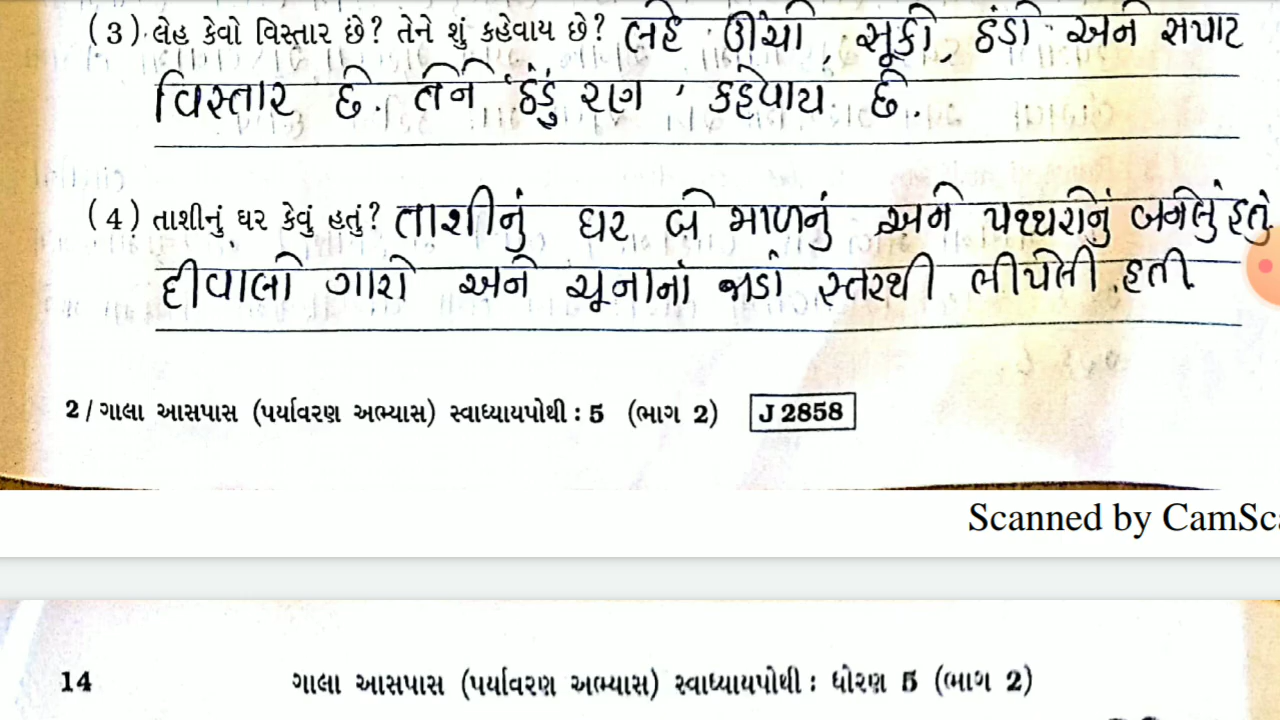 (3) લેહ કેવો વિસ્તાર છે? તેને શું કહેવાય છે? લેહ ઊંચો, સૂકો, ઠંડો અને સપાટ
વિસ્તાર છે. તેને 'ઠંડું રણ' કહેવાય છે.
(4) તાશીનું ઘર કેવું હતું? તાશીનું ઘર બે માળનું અને પથ્થરોનું બનેલું હતું.
દીવાલો ગારો અને ચૂનાનાં જાડાં સ્તરથી લીંપેલી હતી.
2/ગાલા આસપાસ (પર્યાવરણ અભ્યાસ) સ્વાધ્યાયપોથી : 5 (ભાગ 2) J 2858
Scanned by CamSca
14 ગાલા આસપાસ (પર્યાવરણ અભ્યાસ) સ્વાધ્યાયપોથી : ધોરણ 5 (ભાગ 2)